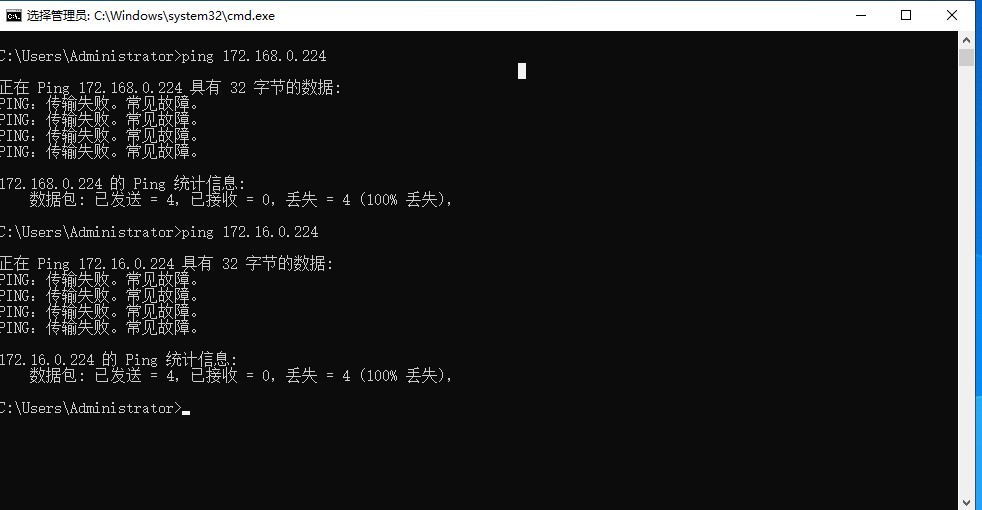 选择管理员: C:\Windows\system32\cmd.exe
C:\Users\Administrator>ping 172.168.0.224
正在 Ping 172.168.0.224 具有 32 字节的数据:
PING：传输失败。常见故障。
PING：传输失败。常见故障。
PING：传输失败。常见故障。
PING：传输失败。常见故障。
172.168.0.224 的 Ping 统计信息:
数据包: 已发送 = 4，已接收 = 0，丢失 = 4 (100% 丢失)，
C:\Users\Administrator>ping 172.16.0.224
正在 Ping 172.16.0.224 具有 32 字节的数据:
PING：传输失败。常见故障。
PING：传输失败。常见故障。
PING：传输失败。常见故障。
PING：传输失败。常见故障。
172.16.0.224 的 Ping 统计信息:
数据包: 已发送 = 4，已接收 = 0，丢失 = 4 (100% 丢失)，
C:\Users\Administrator>